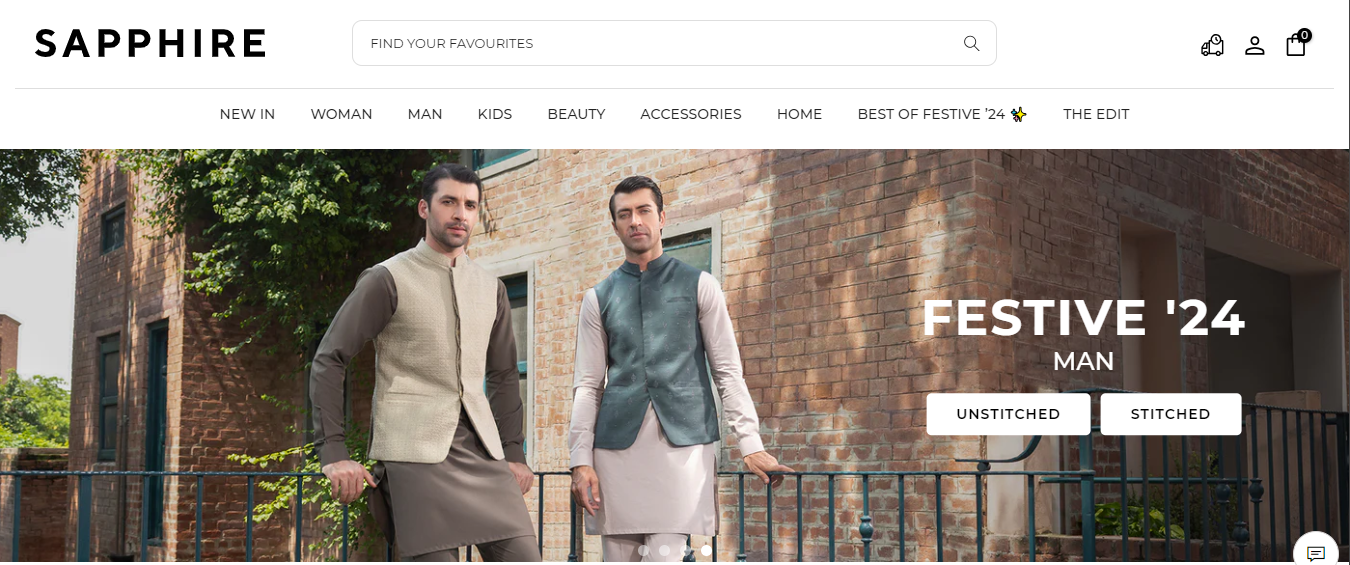 SAPPHIRE
FIND YOUR FAVOURITES
0
NEW IN WOMAN MAN KIDS BEAUTY ACCESSORIES HOME BEST OF FESTIVE '24 ✨ THE EDIT
FESTIVE '24
MAN
UNSTITCHED STITCHED